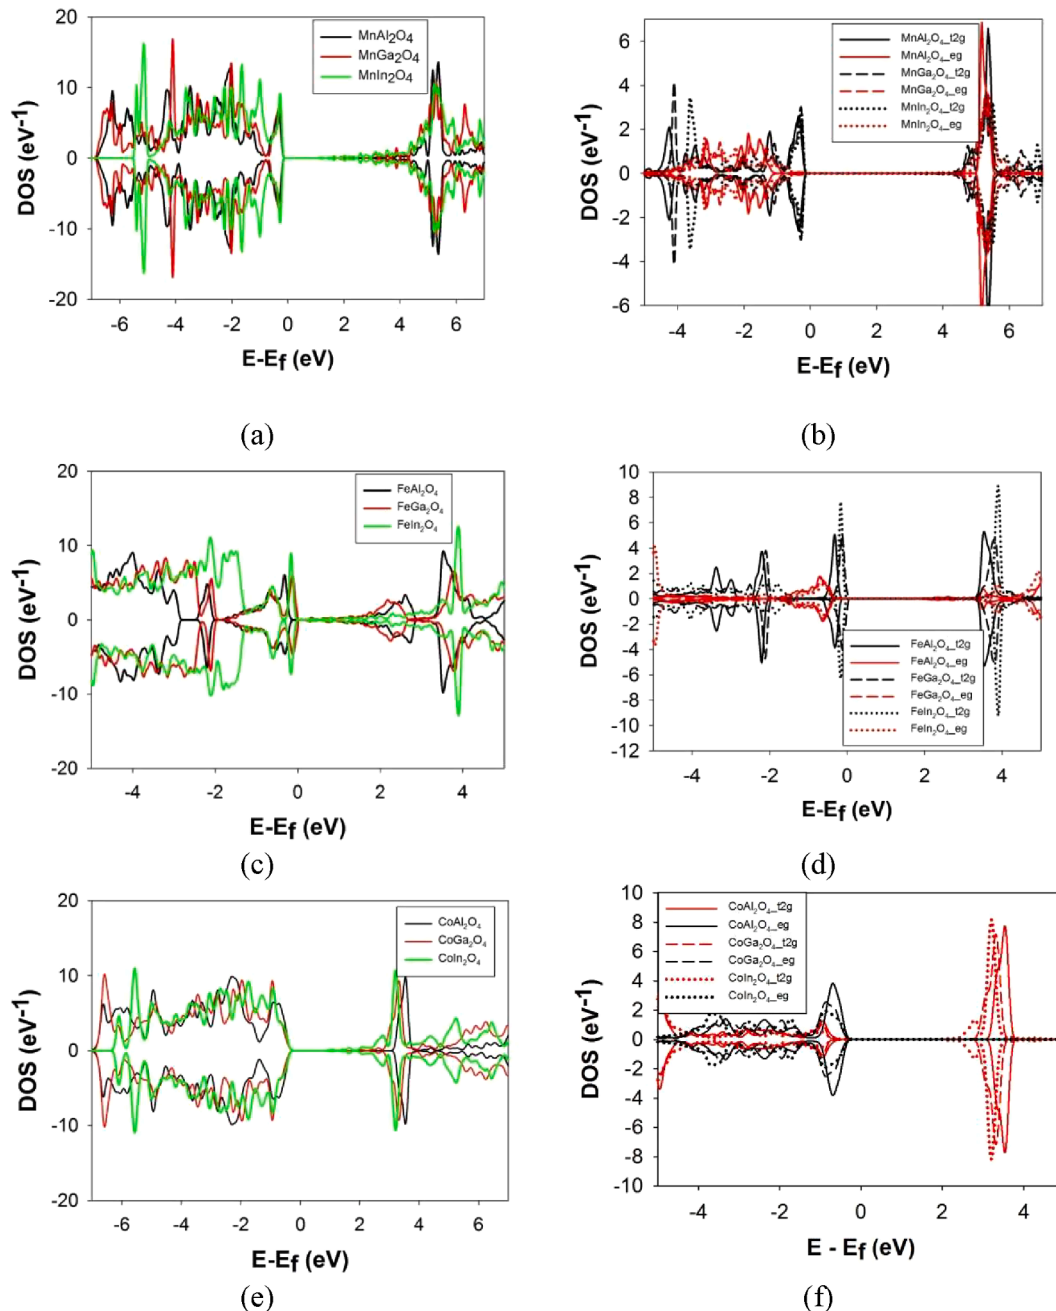 20
10
0
-10
-20
DOS (eV⁻¹)
MnAl₂O₄
MnGa₂O₄
MnIn₂O₄
-6 -4 -2 0 2 4 6
E-E_f (eV)
(a)
6
4
2
0
-2
-4
-6
DOS (eV⁻¹)
MnAl₂O₄_t2g
MnAl₂O₄_eg
MnGa₂O₄_t2g
MnGa₂O₄_eg
MnIn₂O₄_t2g
MnIn₂O₄_eg
-4 -2 0 2 4 6
E-E_f (eV)
(b)
20
10
0
-10
-20
DOS (eV⁻¹)
FeAl₂O₄
FeGa₂O₄
FeIn₂O₄
-4 -2 0 2 4
E-E_f (eV)
(c)
10
8
6
4
2
0
-2
-4
-6
-8
-10
-12
DOS (eV⁻¹)
FeAl₂O₄_t2g
FeAl₂O₄_eg
FeGa₂O₄_t2g
FeGa₂O₄_eg
FeIn₂O₄_t2g
FeIn₂O₄_eg
-4 -2 0 2 4
E-E_f (eV)
(d)
20
10
0
-10
-20
DOS (eV⁻¹)
CoAl₂O₄
CoGa₂O₄
CoIn₂O₄
-6 -4 -2 0 2 4 6
E-E_f (eV)
(e)
10
8
6
4
2
0
-2
-4
-6
-8
-10
DOS (eV⁻¹)
CoAl₂O₄_t2g
CoAl₂O₄_eg
CoGa₂O₄_t2g
CoGa₂O₄_eg
CoIn₂O₄_t2g
CoIn₂O₄_eg
-4 -2 0 2 4
E - E_f (eV)
(f)